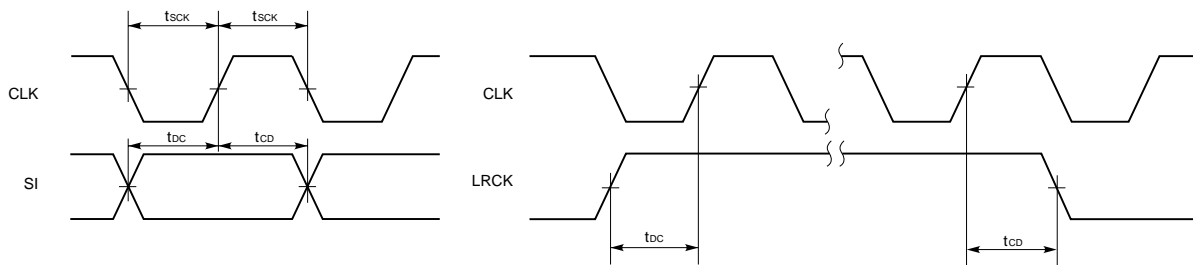 tSCK tSCK
CLK
tDC tCD
SI
CLK
LRCK
tDC
tCD